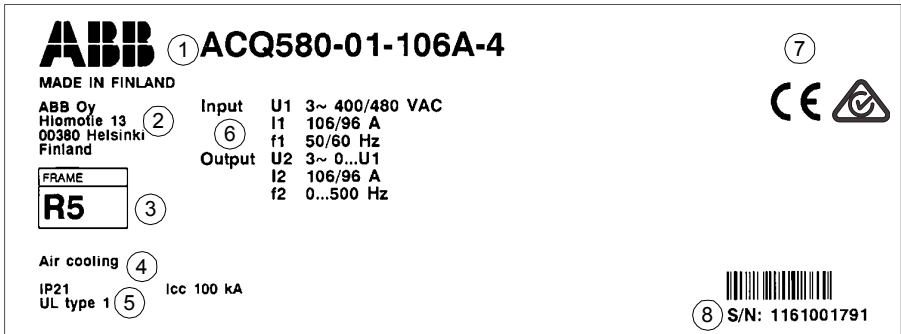 ABB 1 ACQ580-01-106A-4
7
MADE IN FINLAND
CE
ABB Oy
Hiomotie 13
00380 Helsinki
Finland
2
Input U1 3~ 400/480 VAC
6 I1 106/96 A
f1 50/60 Hz
Output U2 3~ 0...U1
I2 106/96 A
f2 0...500 Hz
FRAME
R5
3
Air cooling 4
IP21 Icc 100 kA
UL type 1 5
8 S/N: 1161001791